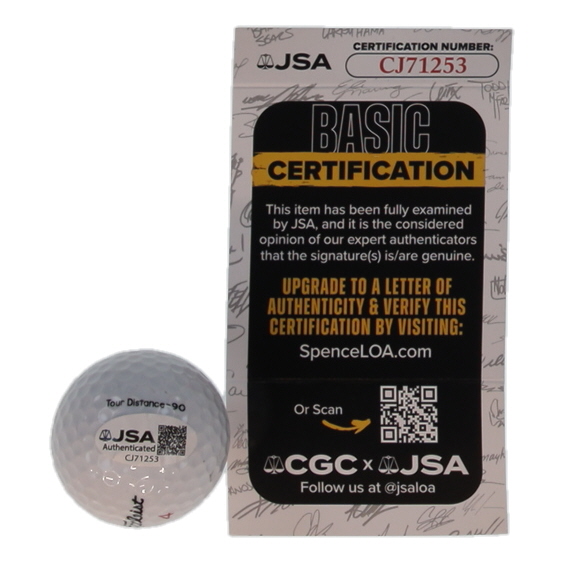 JSA
CERTIFICATION NUMBER:
CJ71253
BASIC
CERTIFICATION
This item has been fully examined
by JSA, and it is the considered
opinion of our expert authenticators
that the signature(s) is/are genuine.
UPGRADE TO A LETTER OF
AUTHENTICITY & VERIFY THIS
CERTIFICATION BY VISITING:
SpenceLOA.com
Or Scan
CGC x JSA
Follow us at @jsaloa
Tour Distance 90
JSA
Authenticated
CJ71253
4